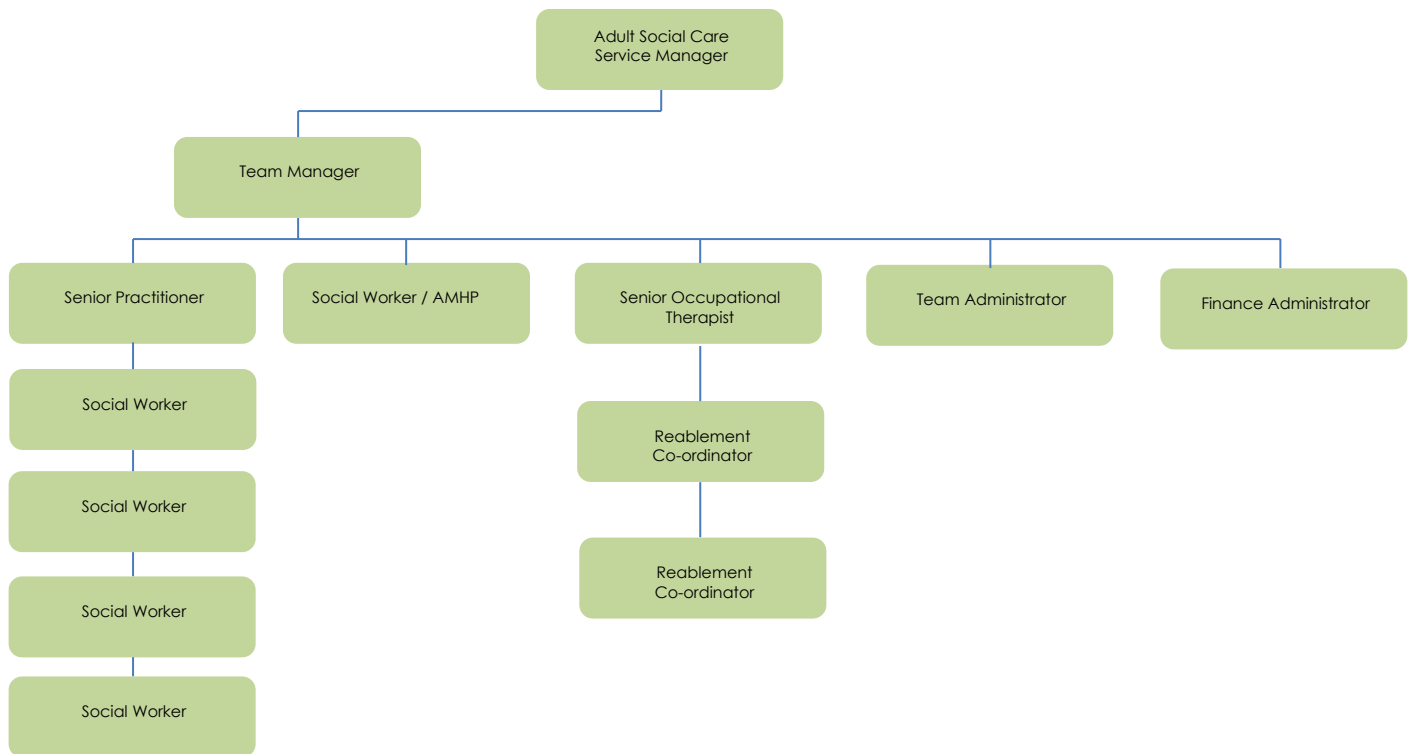 Adult Social Care
Service Manager
Team Manager
Senior Practitioner
Social Worker / AMHP
Senior Occupational
Therapist
Team Administrator
Finance Administrator
Social Worker
Reablement
Co-ordinator
Social Worker
Reablement
Co-ordinator
Social Worker
Social Worker